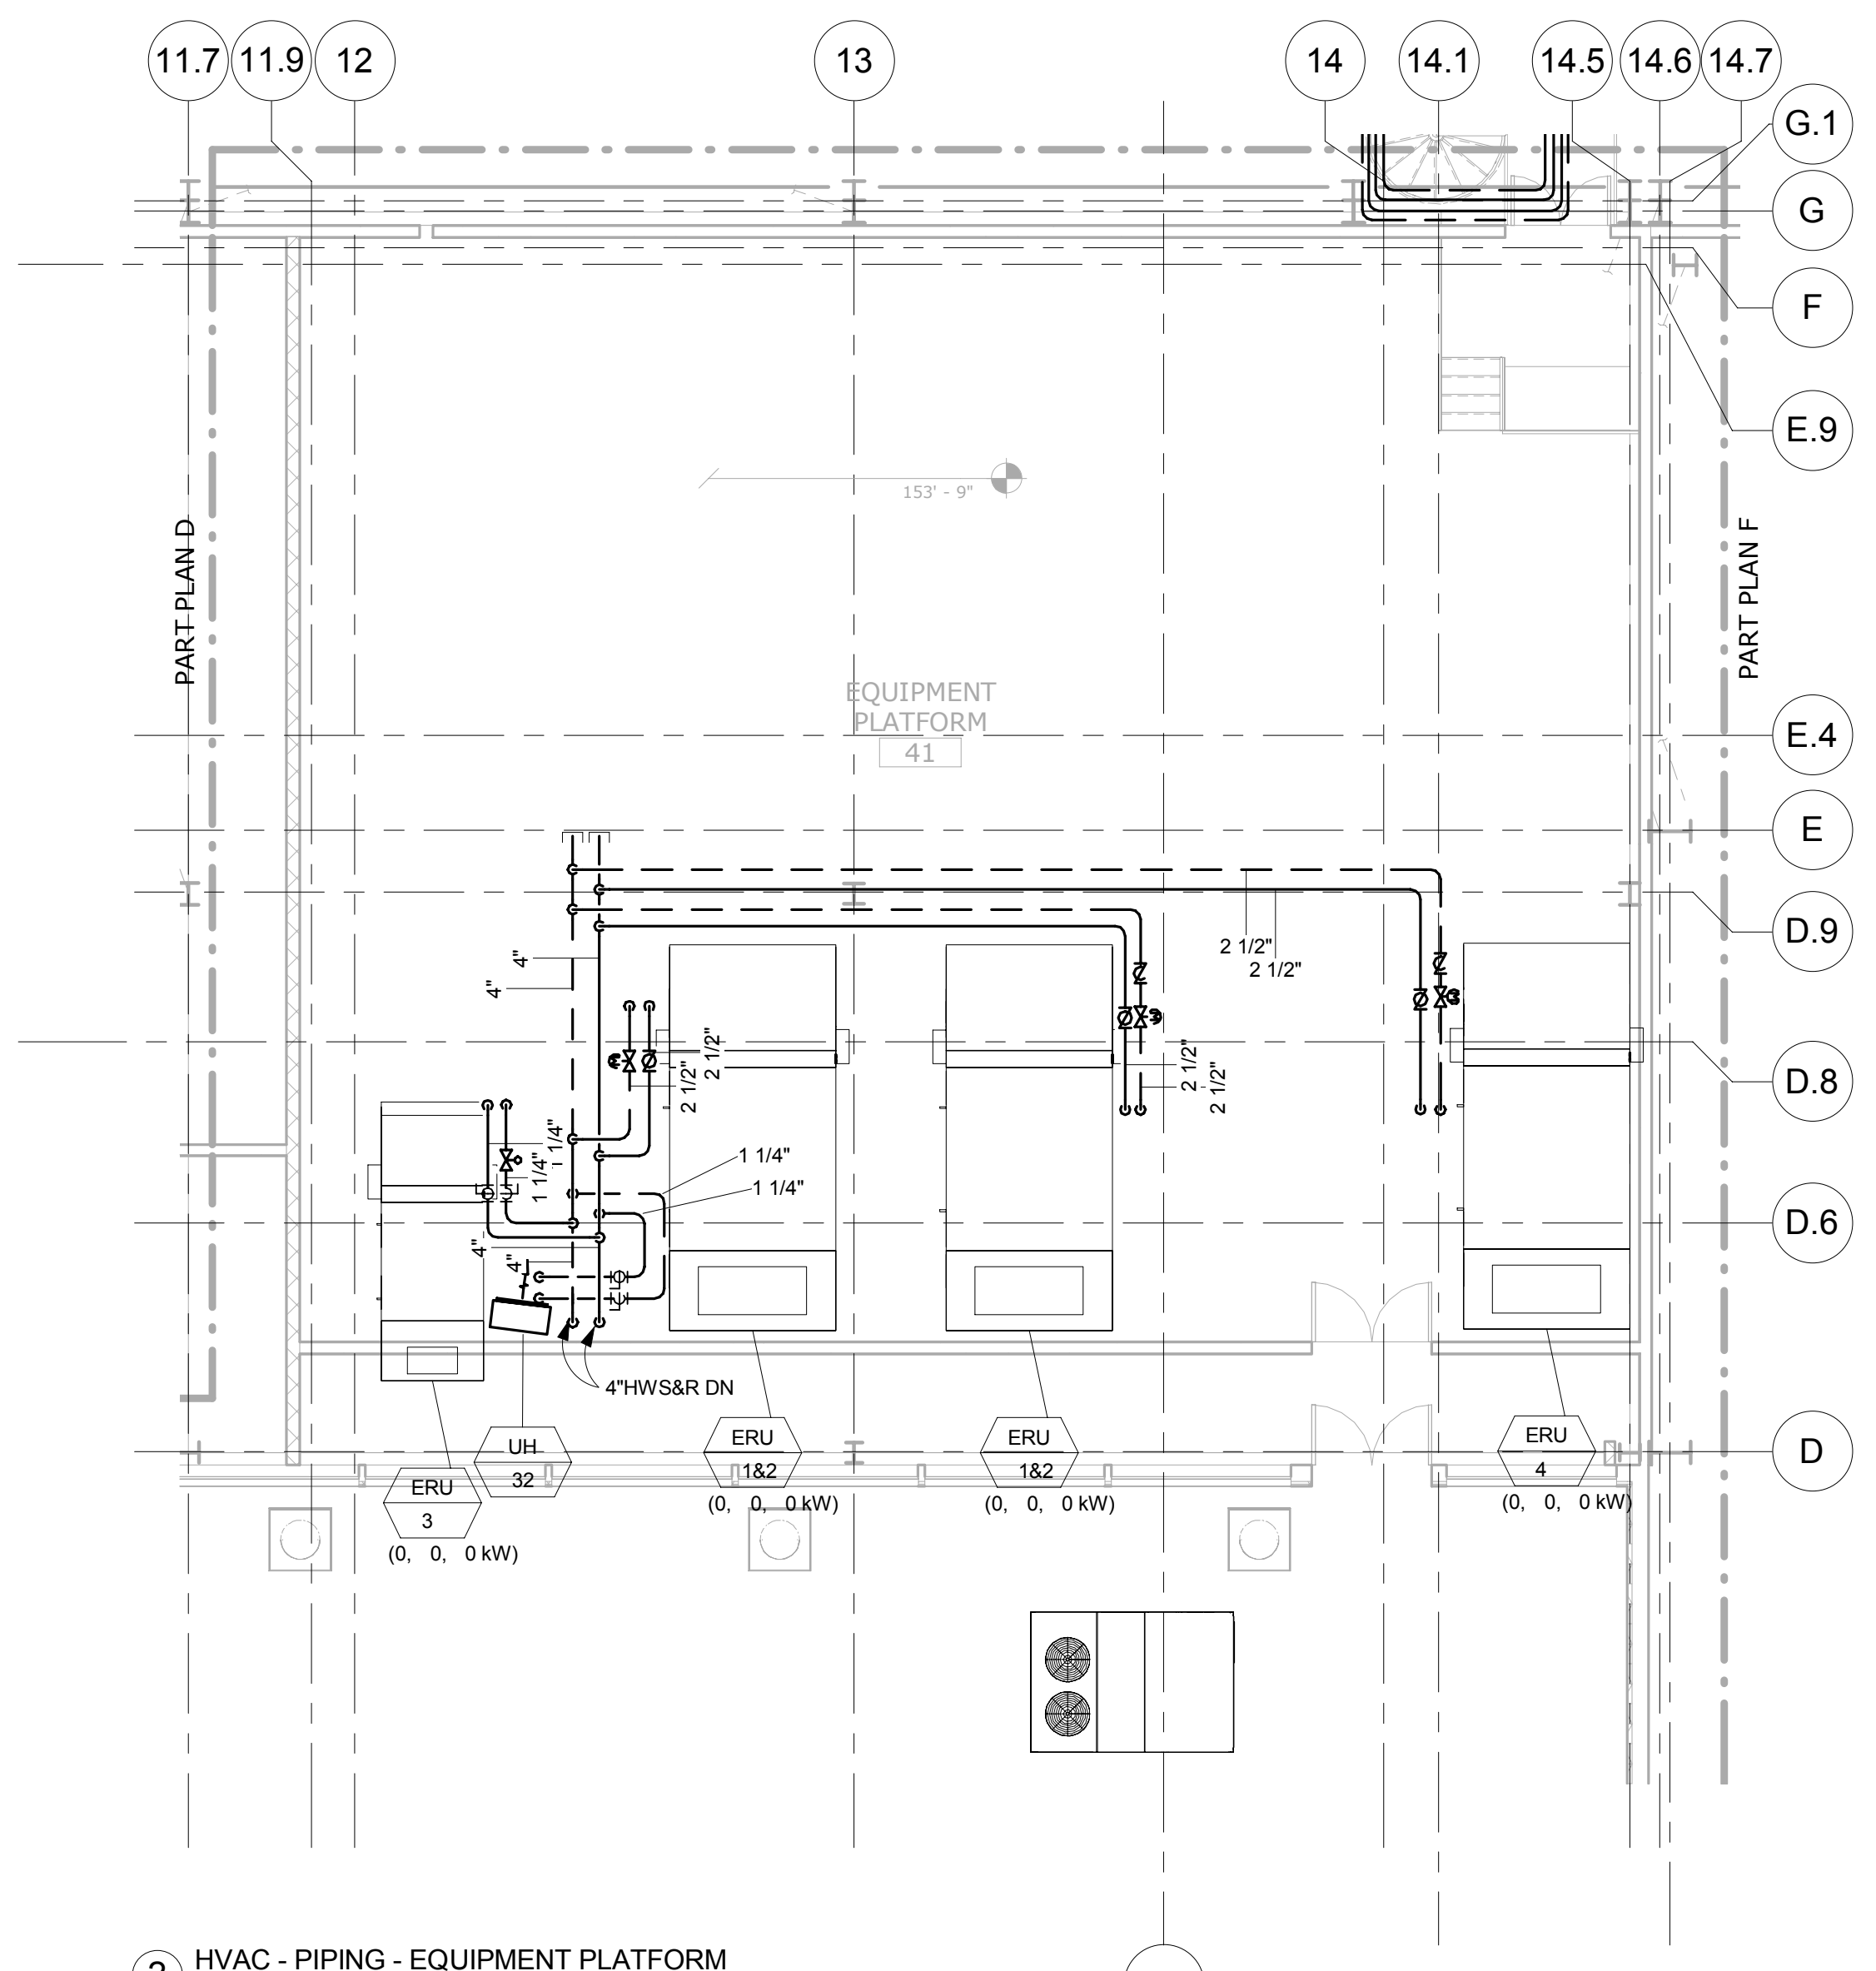 11.7
11.9
12
13
14
14.1
14.5
14.6
14.7
G.1
G
F
E.9
153' - 9"
PART PLAN D
PART PLAN F
EQUIPMENT
PLATFORM
41
E.4
E
D.9
2 1/2"
2 1/2"
4"
4"
2 1/2"
2 1/2"
2 1/2"
2 1/2"
D.8
1 1/4"
1 1/4"
1 1/4"
1 1/4"
D.6
4"
4"
4"HWS&R DN
ERU
3
(0, 0, 0 kW)
UH
32
ERU
1&2
(0, 0, 0 kW)
ERU
1&2
(0, 0, 0 kW)
ERU
4
(0, 0, 0 kW)
D
HVAC - PIPING - EQUIPMENT PLATFORM